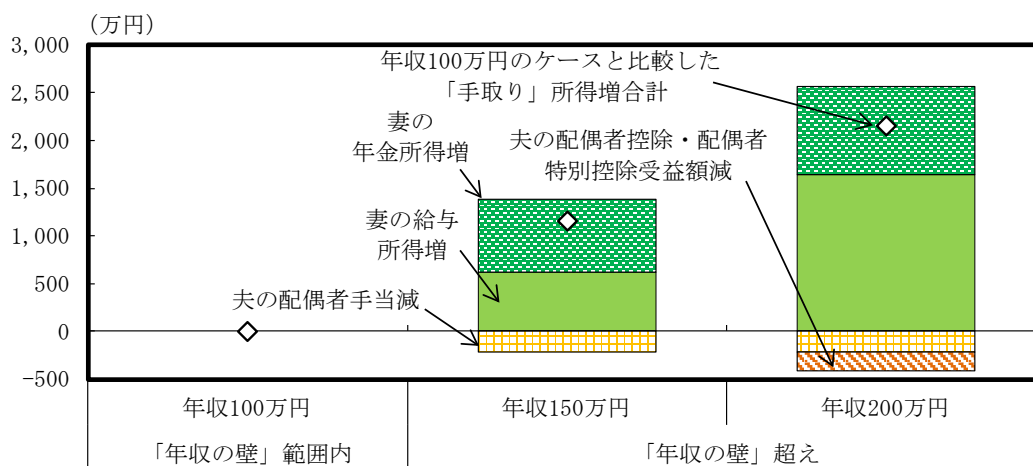 (万円)
3,000
2,500
2,000
1,500
1,000
500
0
-500
年収100万円のケースと比較した
「手取り」所得増合計
妻の
年金所得増
夫の配偶者控除・配偶者
特別控除受益額減
妻の給与
所得増
夫の配偶者手当減
年収100万円
年収150万円
年収200万円
「年収の壁」範囲内
「年収の壁」超え